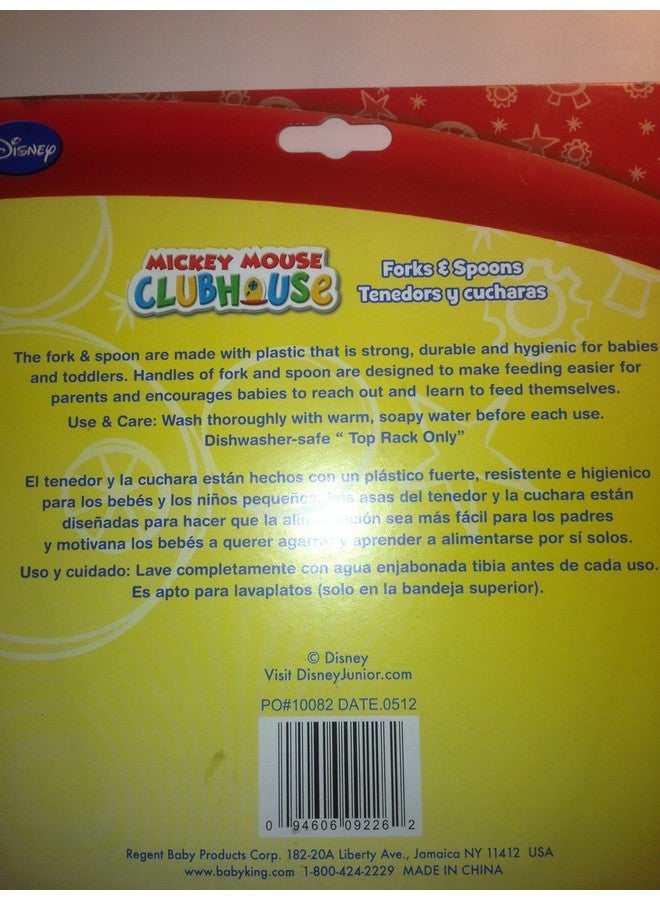 Disney
MICKEY MOUSE
CLUBHOUSE
Forks & Spoons
Tenedors y cucharas
The fork & spoon are made with plastic that is strong, durable and hygienic for babies
and toddlers. Handles of fork and spoon are designed to make feeding easier for
parents and encourages babies to reach out and learn to feed themselves.
Use & Care: Wash thoroughly with warm, soapy water before each use.
Dishwasher-safe “ Top Rack Only”
El tenedor y la cuchara están hechos con un plástico fuerte, resistente e higienico
para los bebés y los niños pequeños. Las asas del tenedor y la cuchara están
diseñadas para hacer que la alimentación sea más fácil para los padres
y motivana los bebés a querer agarrar y aprender a alimentarse por sí solos.
Uso y cuidado: Lave completamente con agua enjabonada tibia antes de cada uso.
Es apto para lavaplatos (solo en la bandeja superior).
© Disney
Visit DisneyJunior.com
PO#10082 DATE.0512
0 94606 09226 2
Regent Baby Products Corp. 182-20A Liberty Ave., Jamaica NY 11412 USA
www.babyking.com 1-800-424-2229 MADE IN CHINA